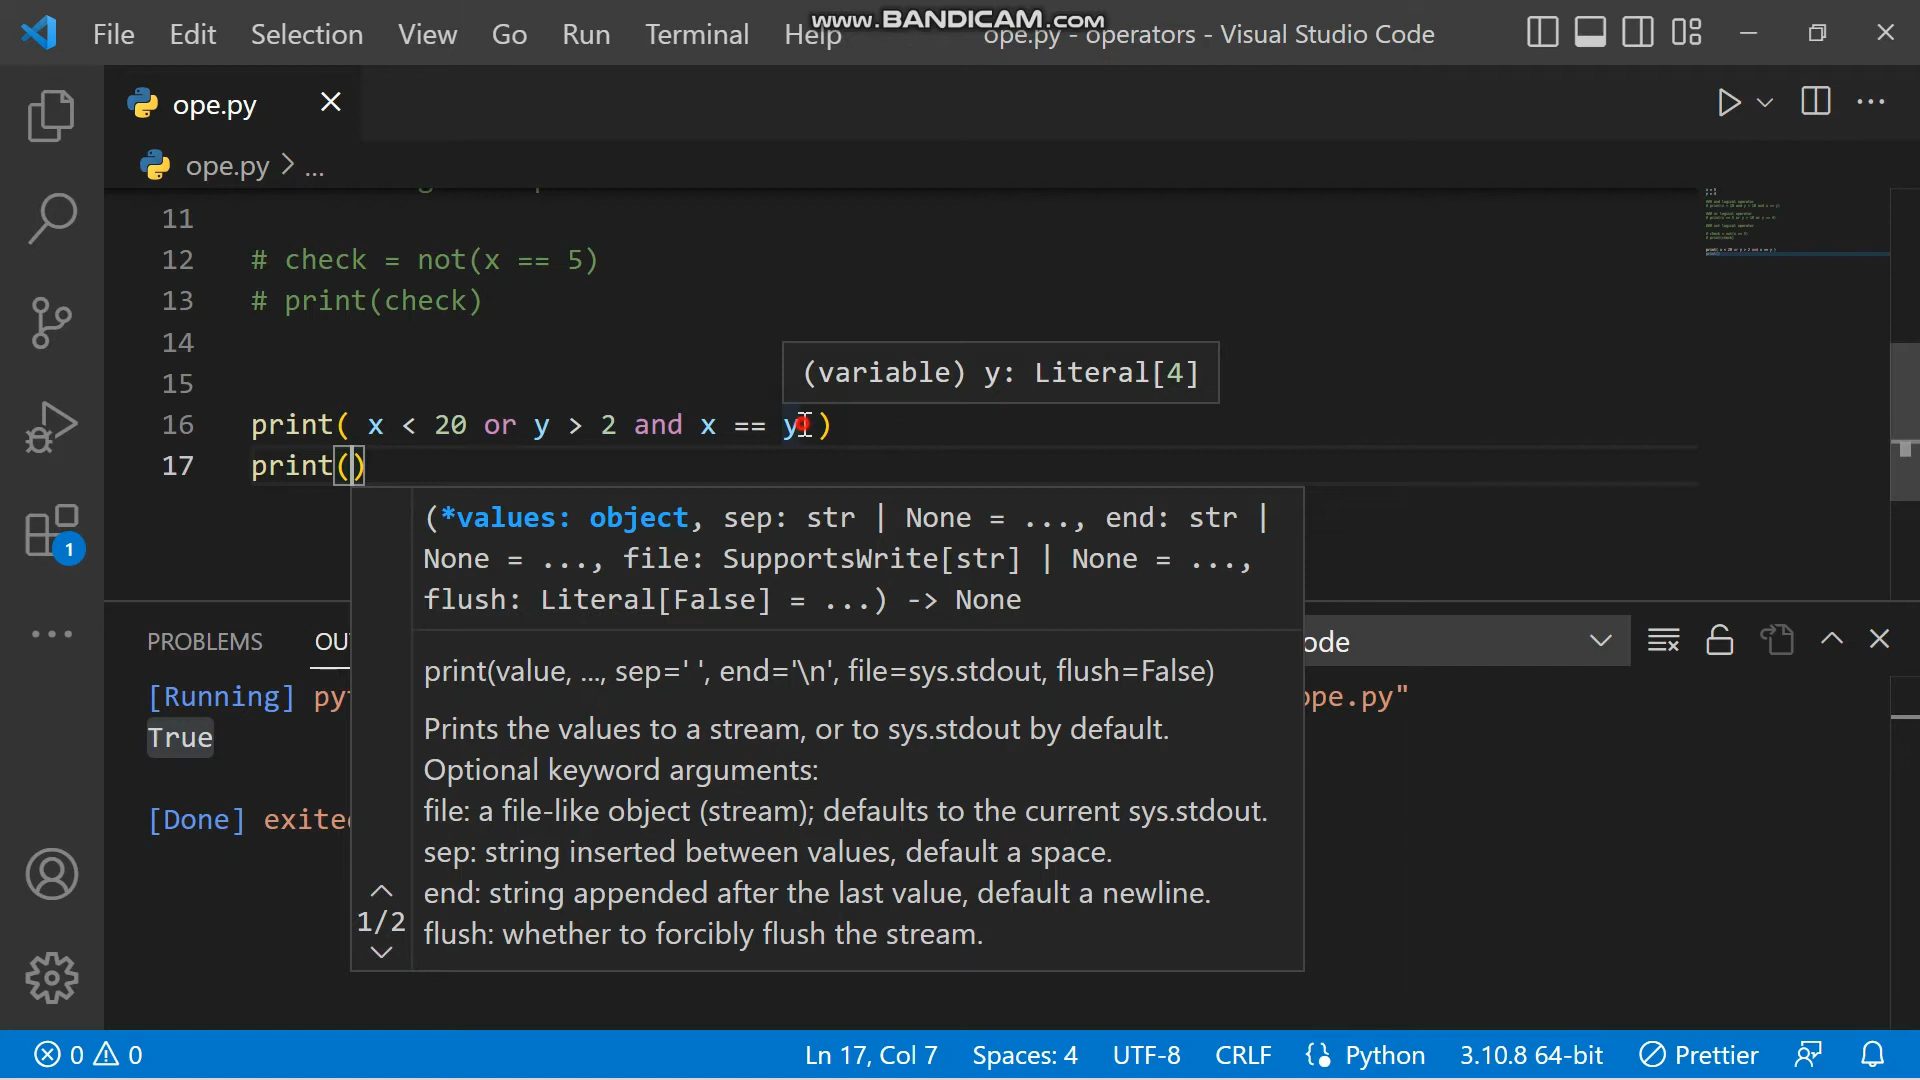 www.BANDICAM.com
File Edit Selection View Go Run Terminal Help ope.py - operators - Visual Studio Code
ope.py
ope.py > ...
11
12 # check = not(x == 5)
13 # print(check)
14
(variable) y: Literal[4]
15
16 print( x < 20 or y > 2 and x == y )
17 print()
(*values: object, sep: str | None = ..., end: str |
None = ..., file: SupportsWrite[str] | None = ...,
flush: Literal[False] = ...) -> None
print(value, ..., sep=' ', end='\n', file=sys.stdout, flush=False)
Prints the values to a stream, or to sys.stdout by default.
Optional keyword arguments:
file: a file-like object (stream); defaults to the current sys.stdout.
sep: string inserted between values, default a space.
end: string appended after the last value, default a newline.
flush: whether to forcibly flush the stream.
1/2
1
PROBLEMS OU ode
[Running] py ope.py"
True
[Done] exite
0 0 Ln 17, Col 7 Spaces: 4 UTF-8 CRLF Python 3.10.8 64-bit Prettier